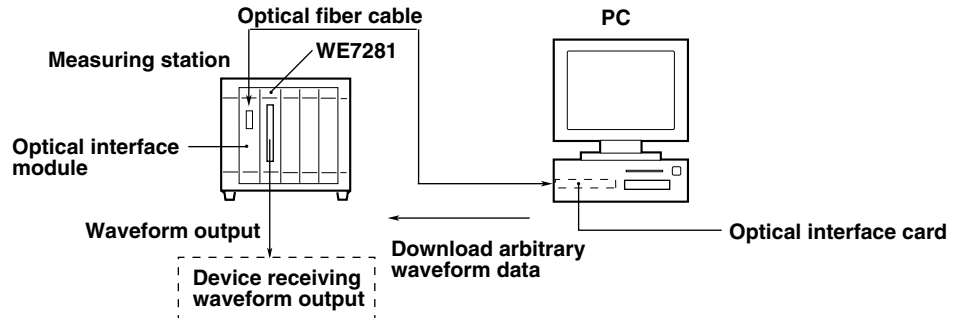 Optical fiber cable
PC
WE7281
Measuring station
Optical interface
module
Waveform output
Download arbitrary
waveform data
Optical interface card
Device receiving
waveform output